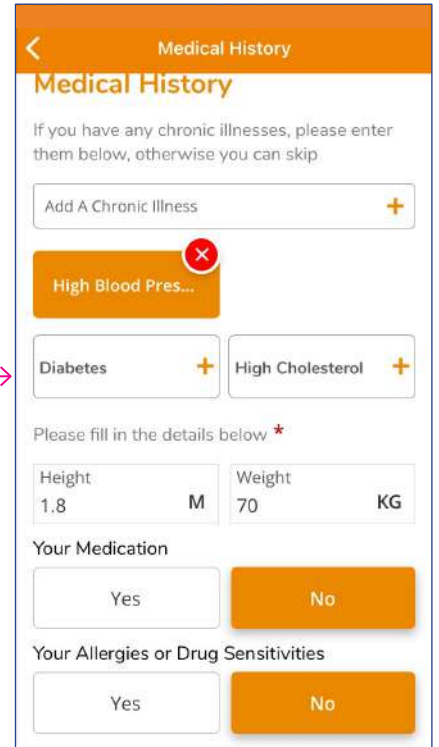 Medical History
Medical History
If you have any chronic illnesses, please enter
them below, otherwise you can skip
Add A Chronic Illness +
High Blood Pres...
Diabetes + High Cholesterol +
Please fill in the details below *
Height Weight
1.8 M 70 KG
Your Medication
Yes No
Your Allergies or Drug Sensitivities
Yes No